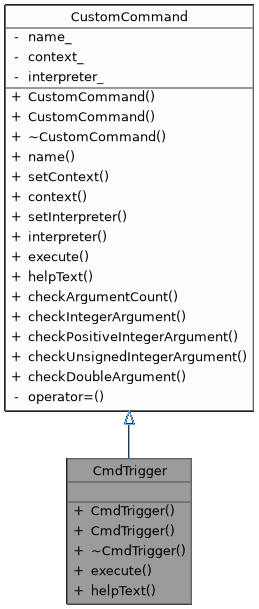 CustomCommand
- name_
- context_
- interpreter_
+ CustomCommand()
+ CustomCommand()
+ ~CustomCommand()
+ name()
+ setContext()
+ context()
+ setInterpreter()
+ interpreter()
+ execute()
+ helpText()
+ checkArgumentCount()
+ checkIntegerArgument()
+ checkPositiveIntegerArgument()
+ checkUnsignedIntegerArgument()
+ checkDoubleArgument()
- operator=()
CmdTrigger
+ CmdTrigger()
+ CmdTrigger()
+ ~CmdTrigger()
+ execute()
+ helpText()